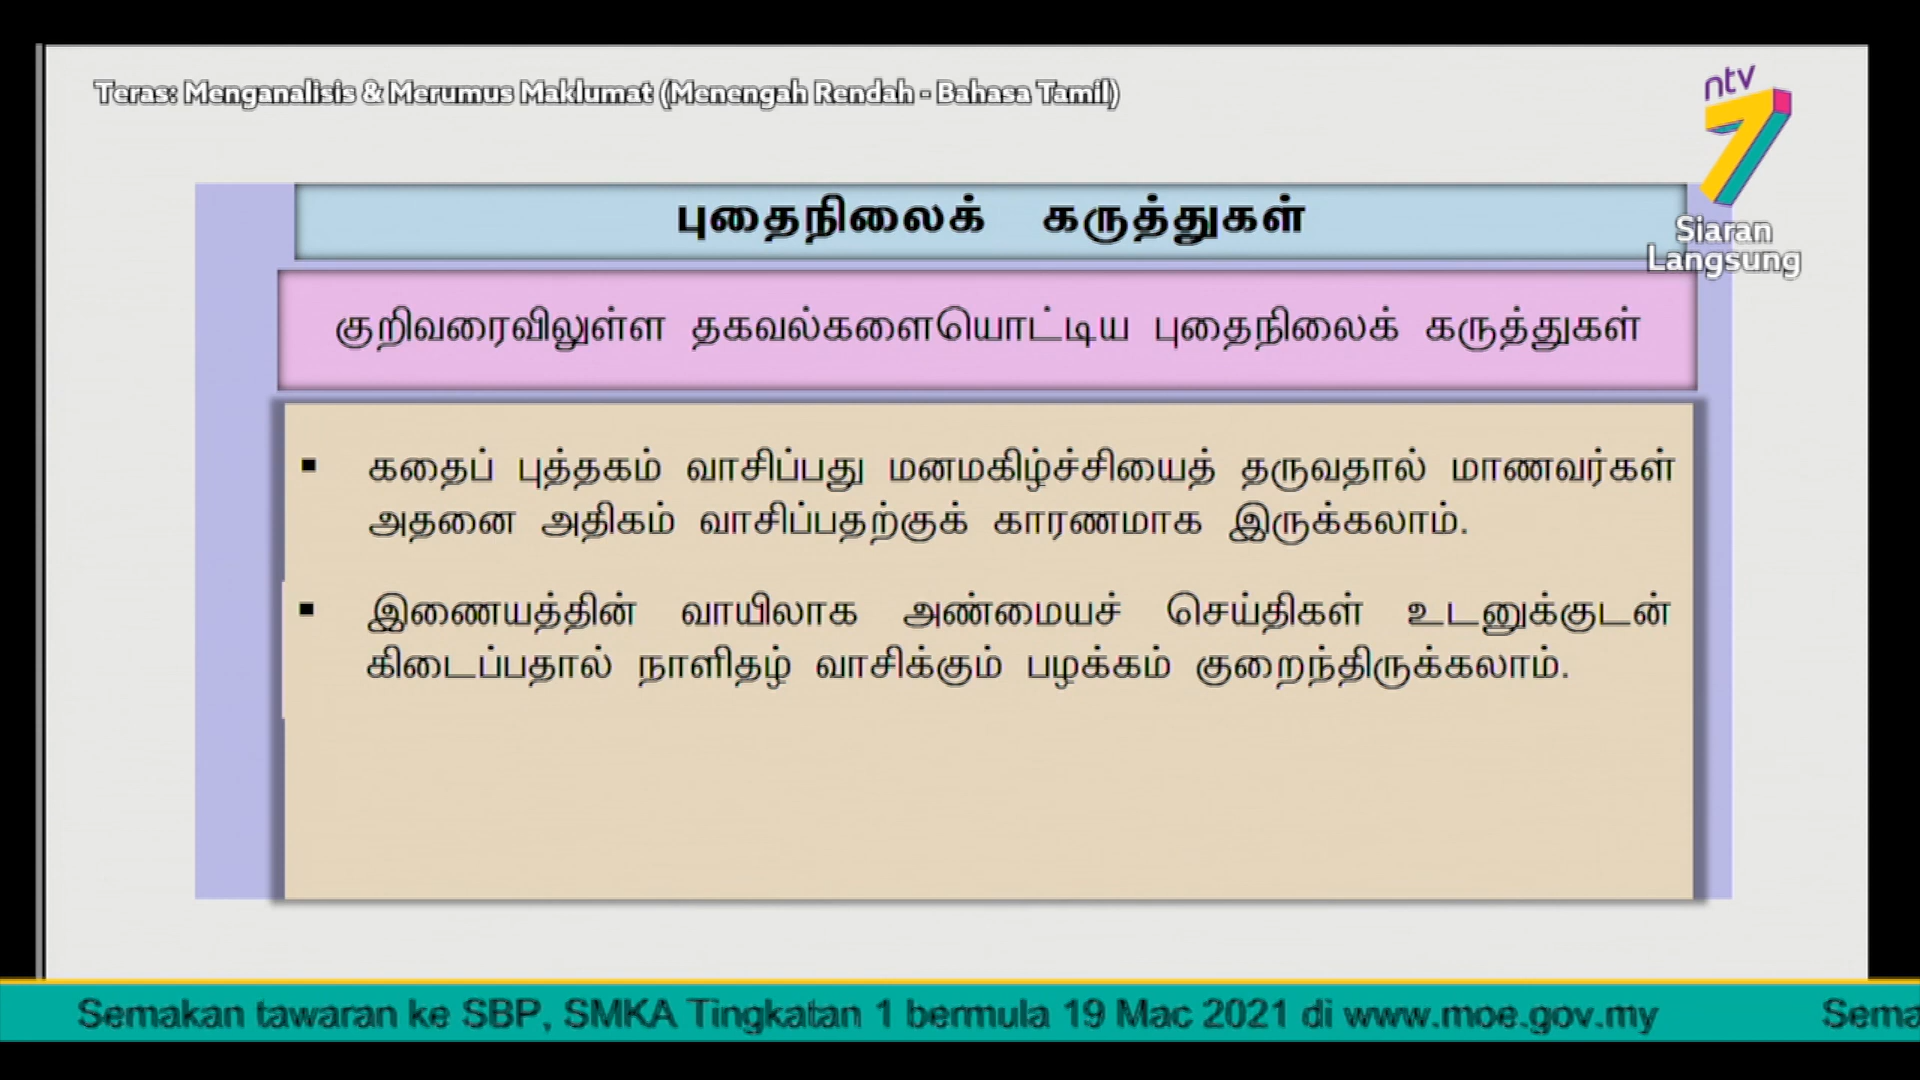 Teras: Menganalisis & Merumus Maklumat (Menengah Rendah - Bahasa Tamil)
ntv
7
Siaran
Langsung
புதைநிலைக் கருத்துகள்
குறிவரைவிலுள்ள தகவல்களையொட்டிய புதைநிலைக் கருத்துகள்
▪ கதைப் புத்தகம் வாசிப்பது மனமகிழ்ச்சியைத் தருவதால் மாணவர்கள்
அதனை அதிகம் வாசிப்பதற்குக் காரணமாக இருக்கலாம்.
▪ இணையத்தின் வாயிலாக அண்மையச் செய்திகள் உடனுக்குடன்
கிடைப்பதால் நாளிதழ் வாசிக்கும் பழக்கம் குறைந்திருக்கலாம்.
Semakan tawaran ke SBP, SMKA Tingkatan 1 bermula 19 Mac 2021 di www.moe.gov.my